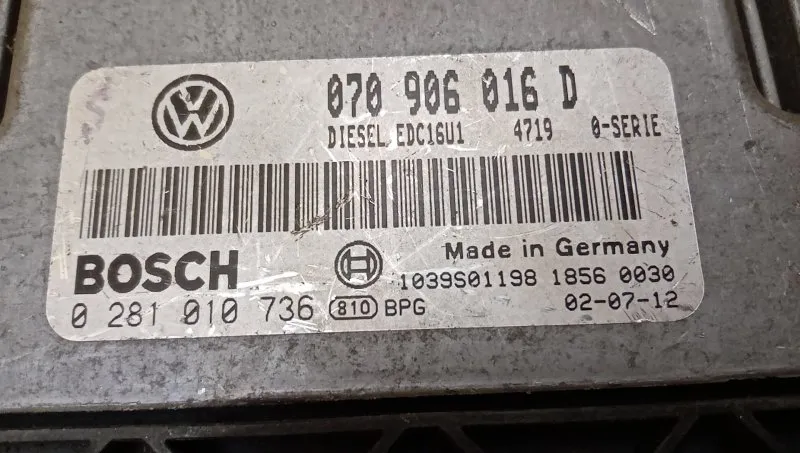 070 906 016 D
DIESEL EDC16U1 4719 0-SERIE
BOSCH
Made in Germany
1039S01198 1856 0030
0 281 010 736 810 BPG 02-07-12